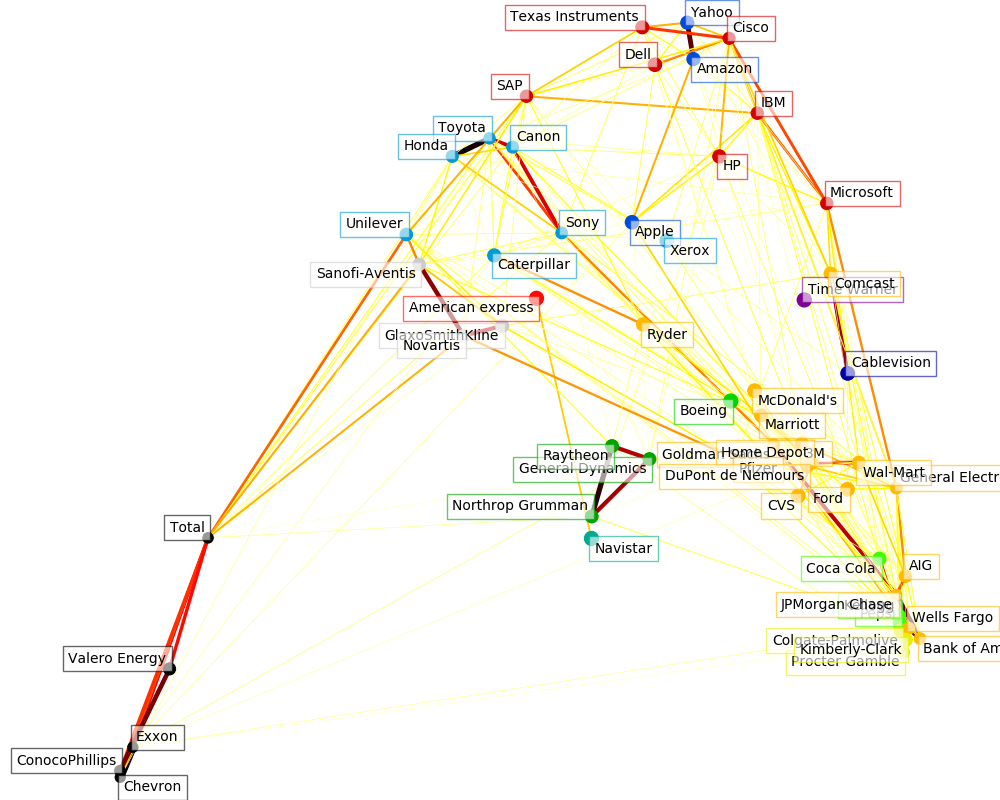 Yahoo
Texas Instruments
Cisco
Dell
Amazon
SAP
IBM
Toyota
Canon
Honda
HP
Microsoft
Unilever
Sony
Apple
Xerox
Caterpillar
Sanofi-Aventis
Time Warner
Comcast
American express
GlaxoSmithKline
Ryder
Novartis
Cablevision
McDonald's
Boeing
Marriott
Raytheon
Home Depot
3M
General Dynamics
Pfizer
DuPont de Nemours
Wal-Mart
General Electr
Northrop Grumman
CVS
Ford
Total
Navistar
Coca Cola
AIG
JPMorgan Chase
Wells Fargo
Colgate-Palmolive
Kimberly-Clark
Bank of Am
Procter Gamble
Valero Energy
Exxon
ConocoPhillips
Chevron